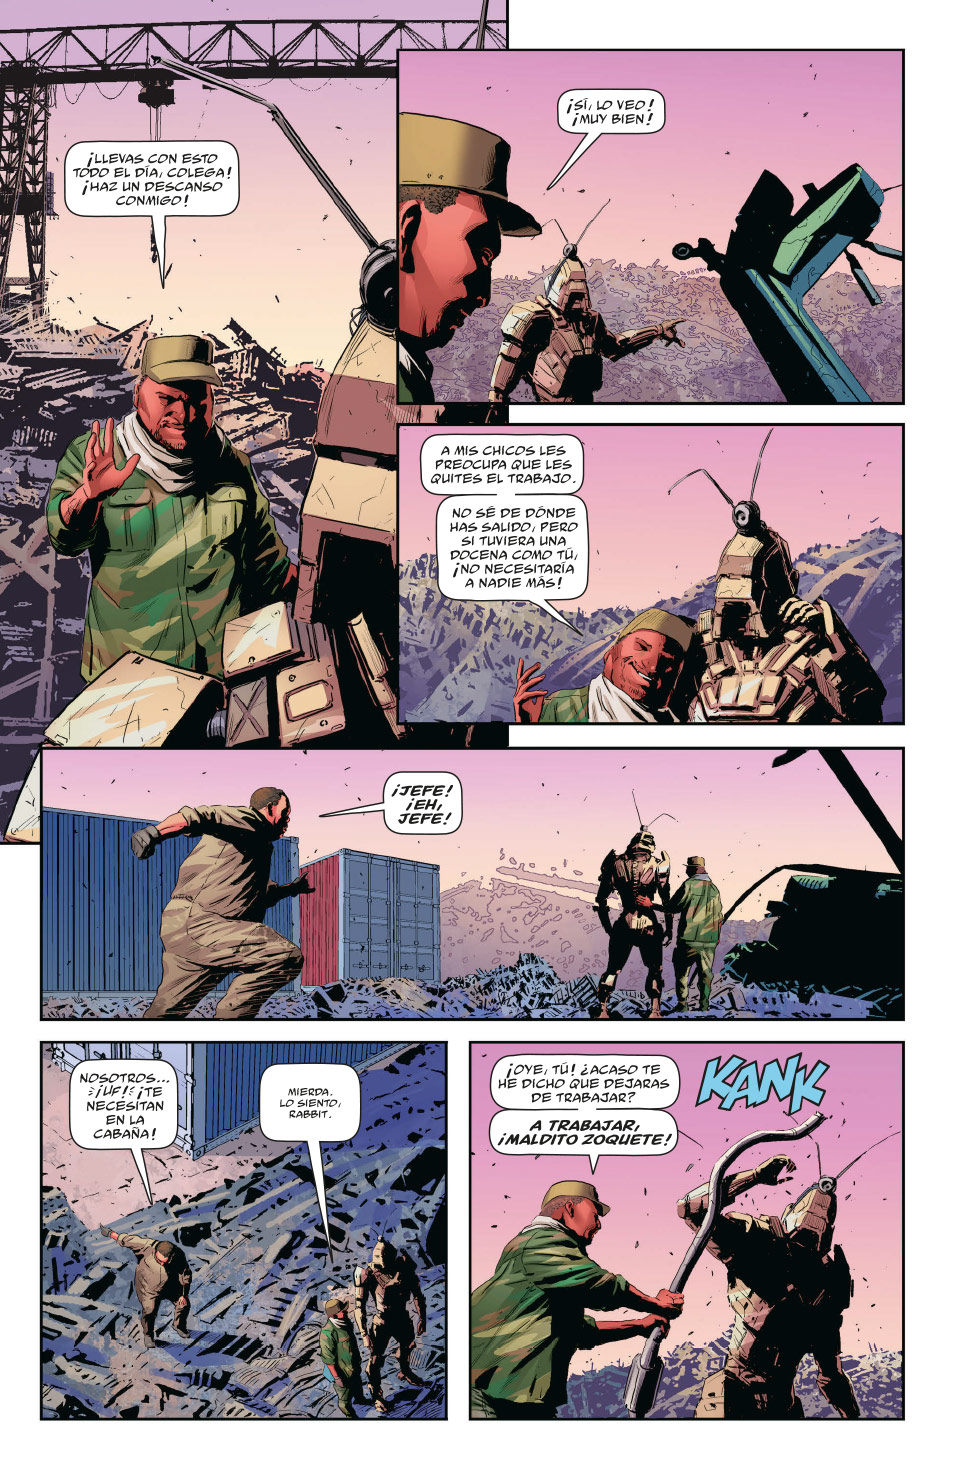 ¡LLEVAS CON ESTO
TODO EL DÍA, COLEGA!
¡HAZ UN DESCANSO
CONMIGO!
¡SÍ, LO VEO!
¡MUY BIEN!
A MIS CHICOS LES
PREOCUPA QUE LES
QUITES EL TRABAJO.
NO SÉ DE DÓNDE
HAS SALIDO, PERO
SI TUVIERA UNA
DOCENA COMO TÚ,
¡NO NECESITARÍA
A NADIE MÁS!
¡JEFE!
¡EH,
JEFE!
NOSOTROS...
¡UF! ¡TE
NECESITAN
EN LA
CABAÑA!
MIERDA.
LO SIENTO,
RABBIT.
¡OYE, TÚ! ¿ACASO TE
HE DICHO QUE DEJARAS
DE TRABAJAR?
A TRABAJAR,
¡MALDITO ZOQUETE!
KANK